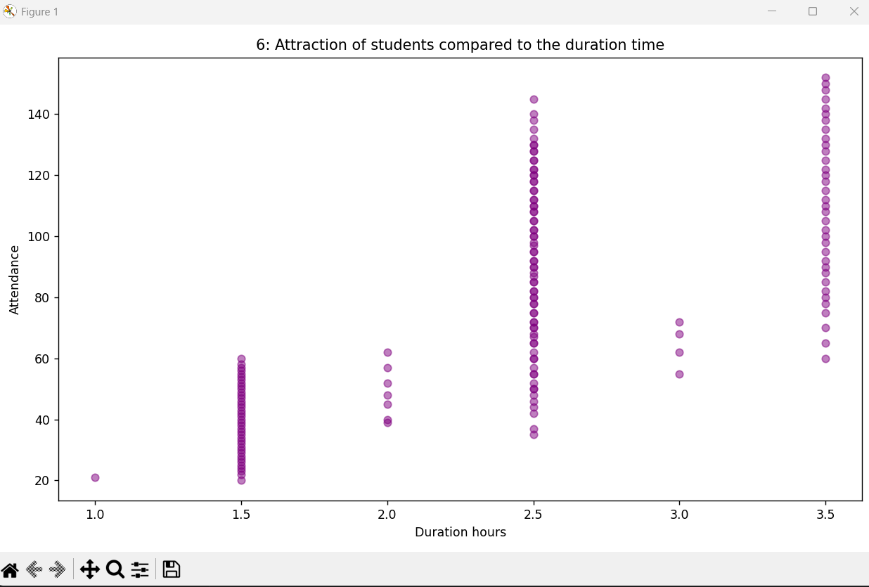 Figure 1
6: Attraction of students compared to the duration time
140
120
100
80
60
40
20
Attendance
1.0 1.5 2.0 2.5 3.0 3.5
Duration hours